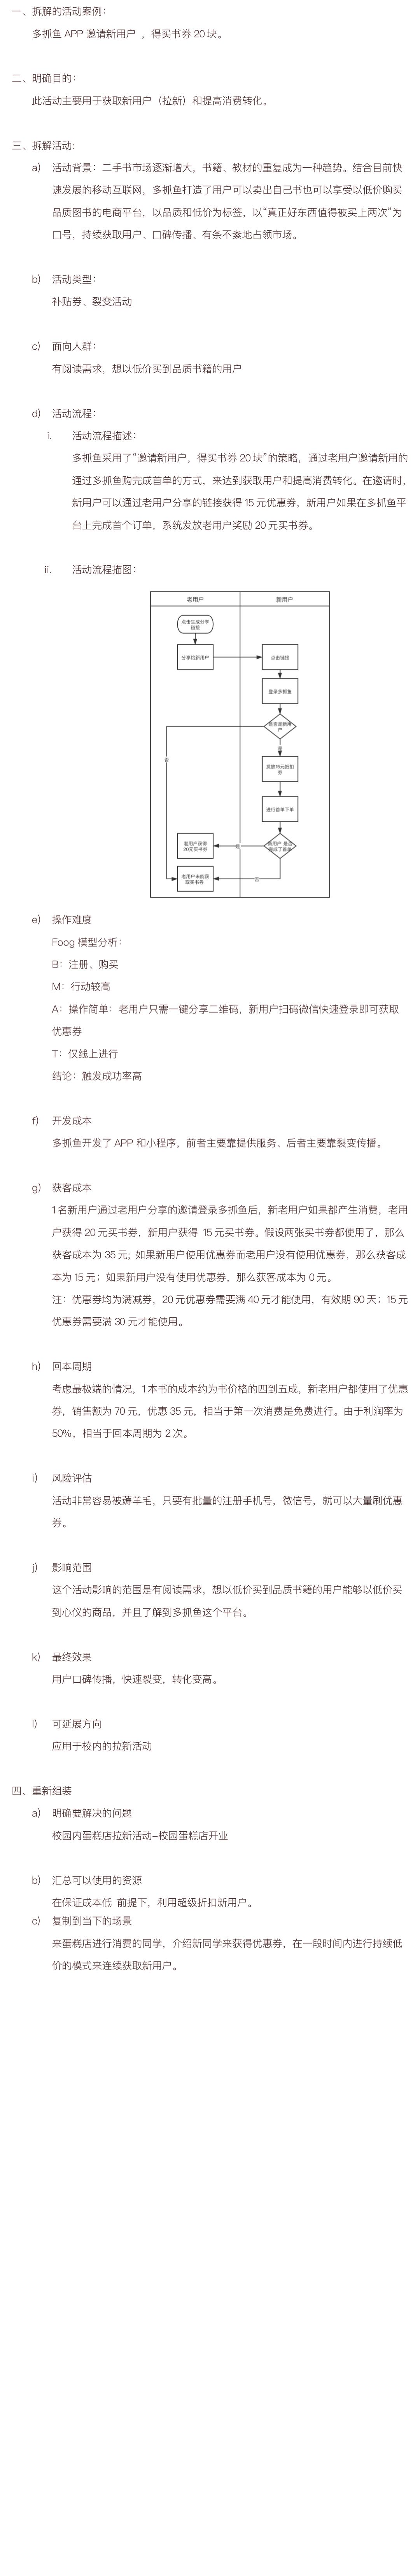 一、拆解的活动案例：
多抓鱼 APP 邀请新用户 ，得买书券 20 块。
二、明确目的：
此活动主要用于获取新用户（拉新）和提高消费转化。
三、拆解活动:
a) 活动背景：二手书市场逐渐增大，书籍、教材的重复成为一种趋势。结合目前快
速发展的移动互联网，多抓鱼打造了用户可以卖出自己书也可以享受以低价购买
品质图书的电商平台，以品质和低价为标签，以“真正好东西值得被买上两次”为
口号，持续获取用户、口碑传播、有条不紊地占领市场。
b) 活动类型：
补贴券、裂变活动
c) 面向人群：
有阅读需求，想以低价买到品质书籍的用户
d) 活动流程：
i. 活动流程描述：
多抓鱼采用了“邀请新用户，得买书券 20 块”的策略，通过老用户邀请新用的
通过多抓鱼购完成首单的方式，来达到获取用户和提高消费转化。在邀请时，
新用户可以通过老用户分享的链接获得 15 元优惠券，新用户如果在多抓鱼平
台上完成首个订单，系统发放老用户奖励 20 元买书券。
ii. 活动流程描图：
老用户 新用户
点击生成分享
链接
分享给新用户 点击链接
登录多抓鱼
是否是新用
户
是
否
发放15元抵扣
券
进行首单下单
老用户获得
20元买书券
是
新用户 是否
完成了首单
老用户未能获
取买书券
否
e) 操作难度
Foog 模型分析：
B：注册、购买
M：行动较高
A：操作简单：老用户只需一键分享二维码，新用户扫码微信快速登录即可获取
优惠券
T：仅线上进行
结论：触发成功率高
f) 开发成本
多抓鱼开发了 APP 和小程序，前者主要靠提供服务、后者主要靠裂变传播。
g) 获客成本
1 名新用户通过老用户分享的邀请登录多抓鱼后，新老用户如果都产生消费，老用
户获得 20 元买书券，新用户获得 15 元买书券。假设两张买书券都使用了，那么
获客成本为 35 元; 如果新用户使用优惠券而老用户没有使用优惠券，那么获客成
本为 15 元；如果新用户没有使用优惠券，那么获客成本为 0 元。
注：优惠券均为满减券，20 元优惠券需要满 40 元才能使用，有效期 90 天；15 元
优惠券需要满 30 元才能使用。
h) 回本周期
考虑最极端的情况，1 本书的成本约为书价格的四到五成，新老用户都使用了优惠
券，销售额为 70 元，优惠 35 元，相当于第一次消费是免费进行。由于利润率为
50%，相当于回本周期为 2 次。
i) 风险评估
活动非常容易被薅羊毛，只要有批量的注册手机号，微信号，就可以大量刷优惠
券。
j) 影响范围
这个活动影响的范围是有阅读需求，想以低价买到品质书籍的用户能够以低价买
到心仪的商品，并且了解到多抓鱼这个平台。
k) 最终效果
用户口碑传播，快速裂变，转化变高。
l) 可延展方向
应用于校内的拉新活动
四、重新组装
a) 明确要解决的问题
校园内蛋糕店拉新活动–校园蛋糕店开业
b) 汇总可以使用的资源
在保证成本低 前提下，利用超级折扣新用户。
c) 复制到当下的场景
来蛋糕店进行消费的同学，介绍新同学来获得优惠券，在一段时间内进行持续低
价的模式来连续获取新用户。